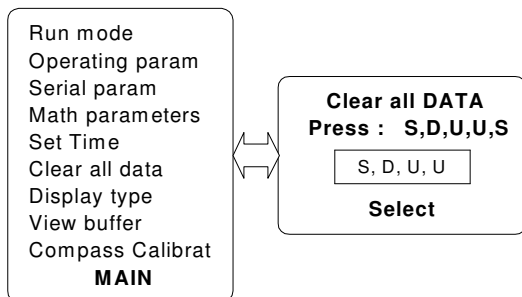 Run mode
Operating param
Serial param
Math parameters
Set Time
Clear all data
Display type
View buffer
Compass Calibrat
MAIN
Clear all DATA
Press : S,D,U,U,S
S, D, U, U
Select